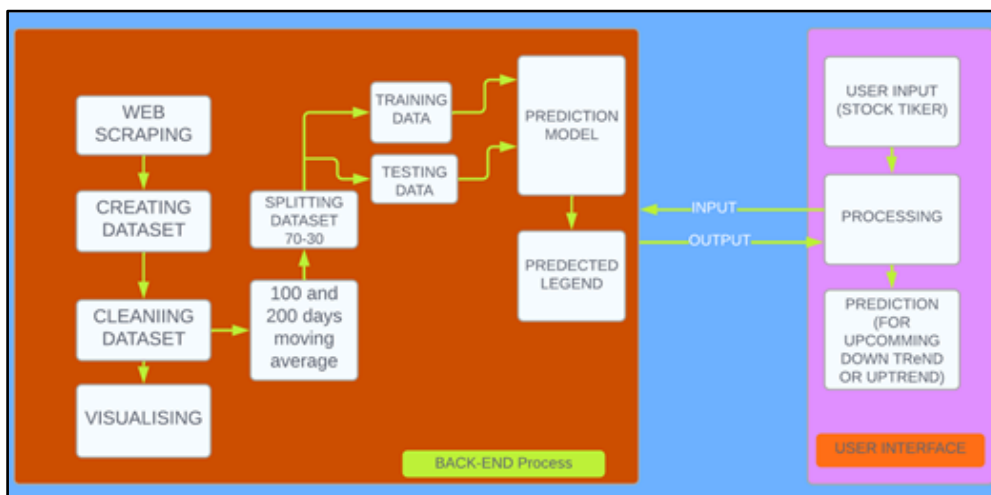 WEB
SCRAPING
CREATING
DATASET
CLEANIING
DATASET
VISUALISING
100 and
200 days
moving
average
SPLITTING
DATASET
70-30
TRAINING
DATA
TESTING
DATA
PREDICTION
MODEL
PREDECTED
LEGEND
BACK-END Process
INPUT
OUTPUT
USER INPUT
(STOCK TIKER)
PROCESSING
PREDICTION
(FOR
UPCOMMING
DOWN TReND
OR UPTREND)
USER INTERFACE